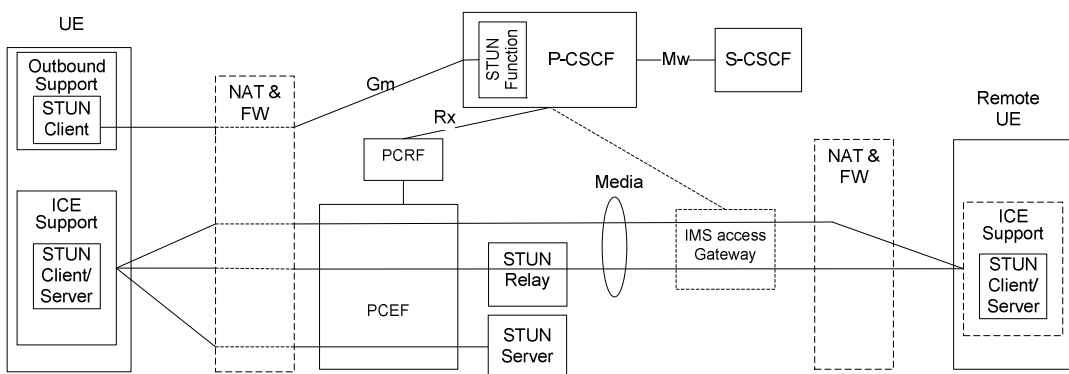 UE
Outbound
Support
STUN
Client
ICE
Support
STUN
Client/
Server
NAT &
FW
Gm
STUN
Function
P-CSCF
Mw
S-CSCF
Rx
PCRF
PCEF
Media
STUN
Relay
STUN
Server
IMS access
Gateway
NAT &
FW
Remote
UE
ICE
Support
STUN
Client/
Server